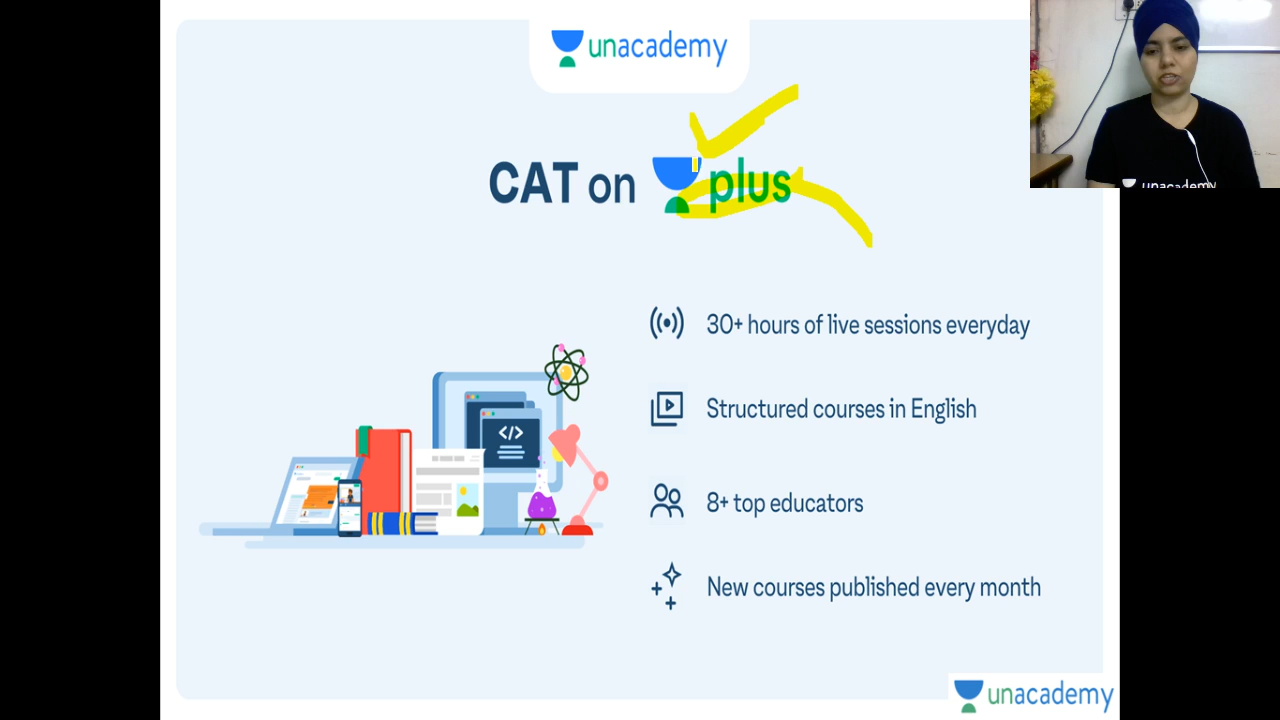 unacademy
CAT on plus
30+ hours of live sessions everyday
Structured courses in English
</>
8+ top educators
New courses published every month
unacademy
unacademy